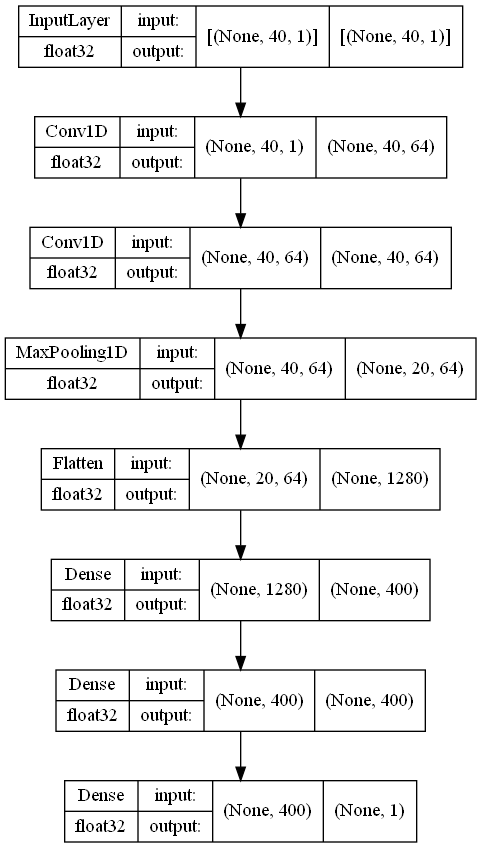 InputLayer input: [(None, 40, 1)] [(None, 40, 1)]
float32 output:
Conv1D input: (None, 40, 1) (None, 40, 64)
float32 output:
Conv1D input: (None, 40, 64) (None, 40, 64)
float32 output:
MaxPooling1D input: (None, 40, 64) (None, 20, 64)
float32 output:
Flatten input: (None, 20, 64) (None, 1280)
float32 output:
Dense input: (None, 1280) (None, 400)
float32 output:
Dense input: (None, 400) (None, 400)
float32 output:
Dense input: (None, 400) (None, 1)
float32 output: